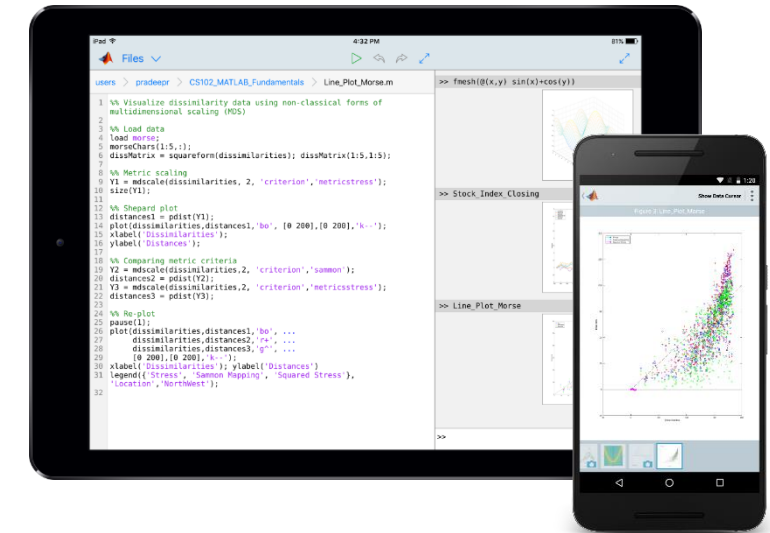 iPad
4:32 PM
81%
Files
users > pradeepr > CS102_MATLAB_Fundamentals > Line_Plot_Morse.m
1 %% Visualize dissimilarity data using non-classical forms of
multidimensional scaling (MDS)
2
3 %% Load data
4 load morse;
5 morseChars(1:5,:);
6 dissMatrix = squareform(dissimilarities); dissMatrix(1:5,1:5);
7
8 %% Metric scaling
9 Y1 = mdscale(dissimilarities, 2, 'criterion','metricstress');
10 size(Y1);
11
12 %% Shepard plot
13 distances1 = pdist(Y1);
14 plot(dissimilarities,distances1,'bo', [0 200],[0 200],'k--');
15 xlabel('Dissimilarities');
16 ylabel('Distances');
17
18 %% Comparing metric criteria
19 Y2 = mdscale(dissimilarities,2, 'criterion','sammon');
20 distances2 = pdist(Y2);
21 Y3 = mdscale(dissimilarities,2, 'criterion','metricsstress');
22 distances3 = pdist(Y3);
23
24 %% Re-plot
25 pause(1);
26 plot(dissimilarities,distances1,'bo', ...
27 dissimilarities,distances2,'r+', ...
28 dissimilarities,distances3,'g^', ...
29 [0 200],[0 200],'k--');
30 xlabel('Dissimilarities'); ylabel('Distances')
31 legend({'Stress', 'Sammon Mapping', 'Squared Stress'},
'Location','NorthWest');
32
>> fmesh(@(x,y) sin(x)+cos(y))
>> Stock_Index_Closing
>> Line_Plot_Morse
>>
1:20
Show Data Cursor
Figure 3: Line_Plot_Morse